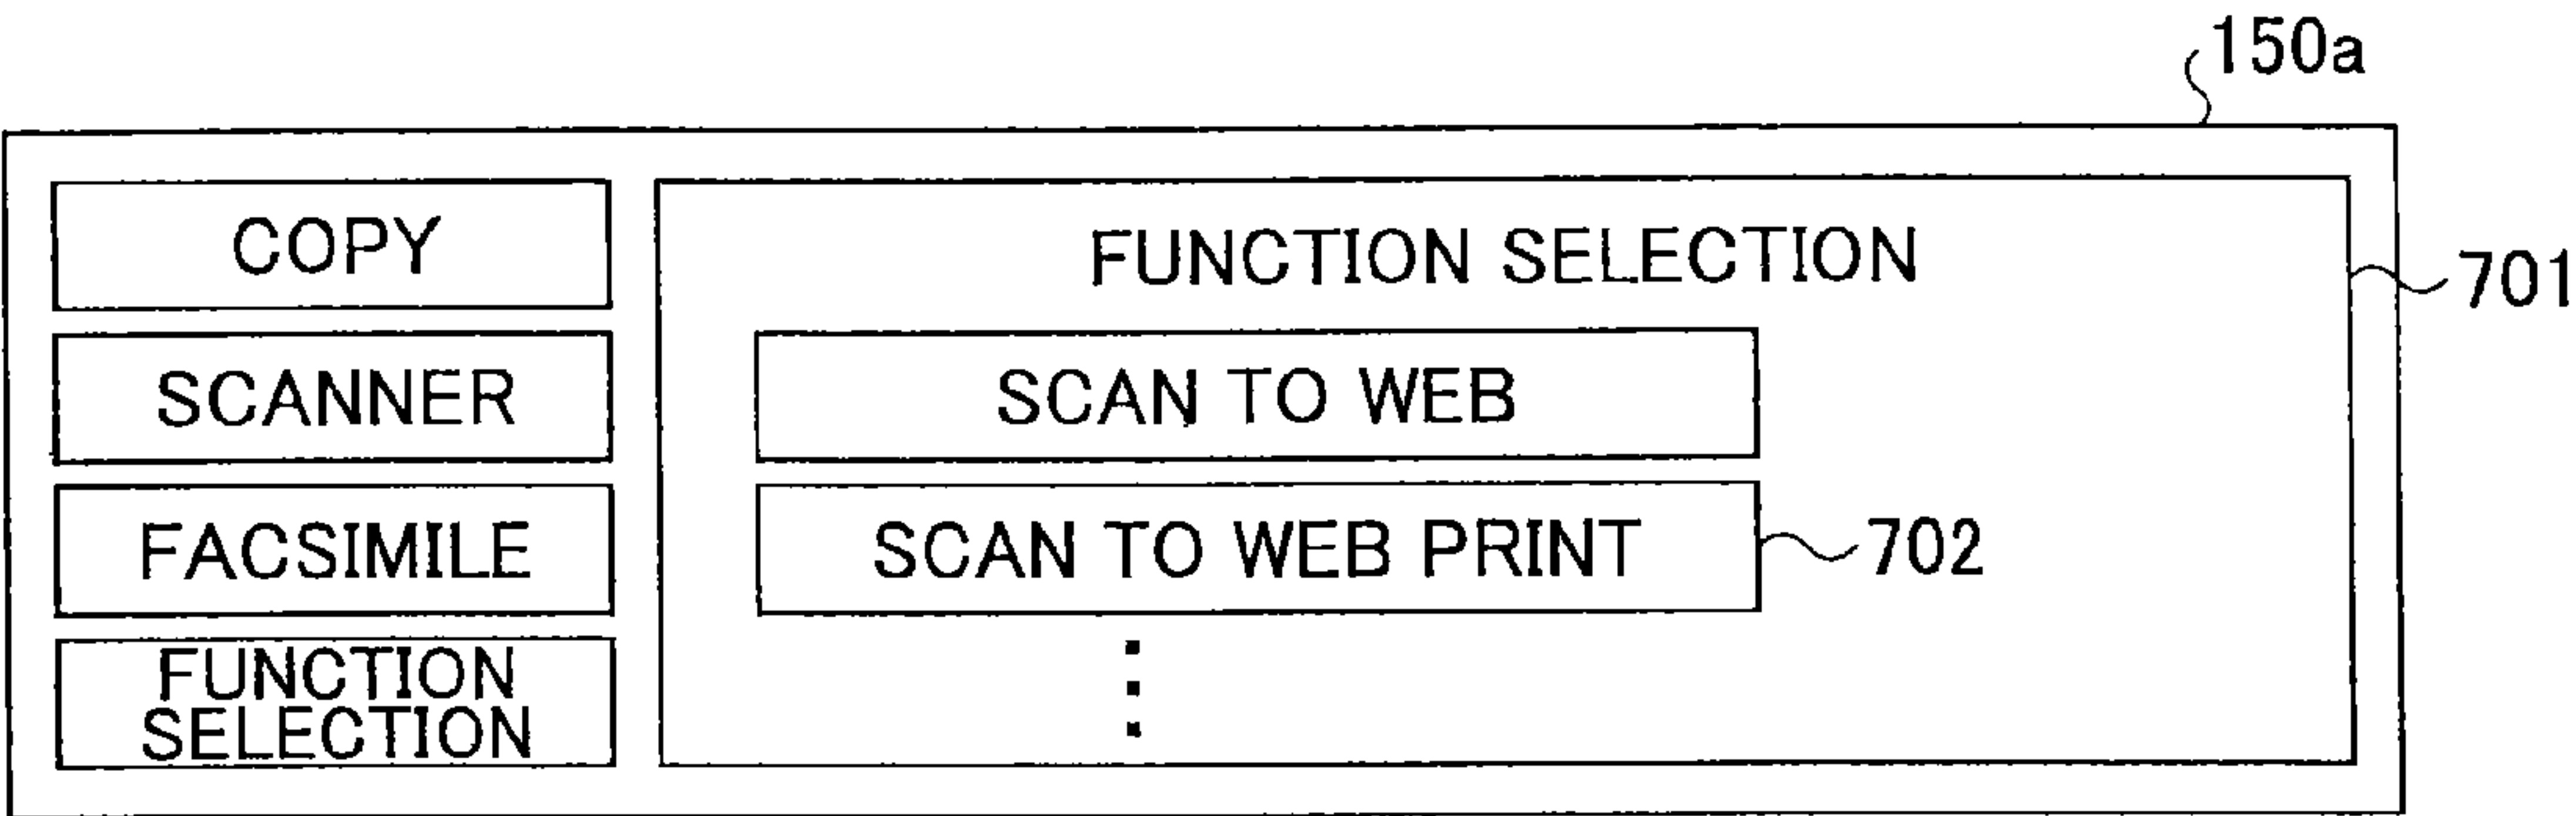 150a
COPY
SCANNER
FACSIMILE
FUNCTION
SELECTION
FUNCTION SELECTION
701
SCAN TO WEB
SCAN TO WEB PRINT
702